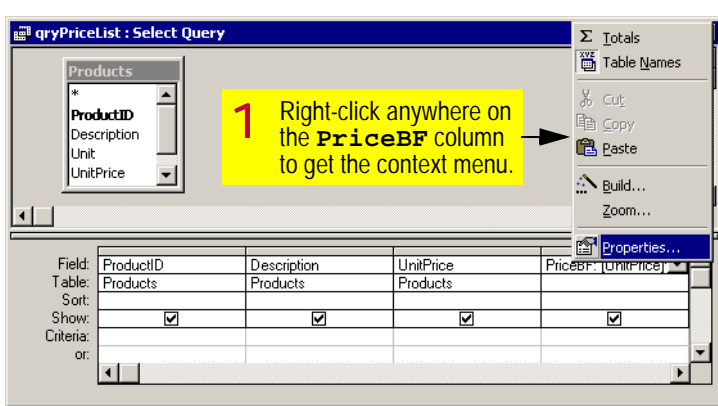 qryPriceList : Select Query
Products
*
ProductID
Description
Unit
UnitPrice
1 Right-click anywhere on
the PriceBF column
to get the context menu.
Σ Totals
XYZ Table Names
Cut
Copy
Paste
Build...
Zoom...
Properties...
Field: ProductID Description UnitPrice PriceBF: [UnitPrice]*
Table: Products Products Products
Sort:
Show:
Criteria:
or: